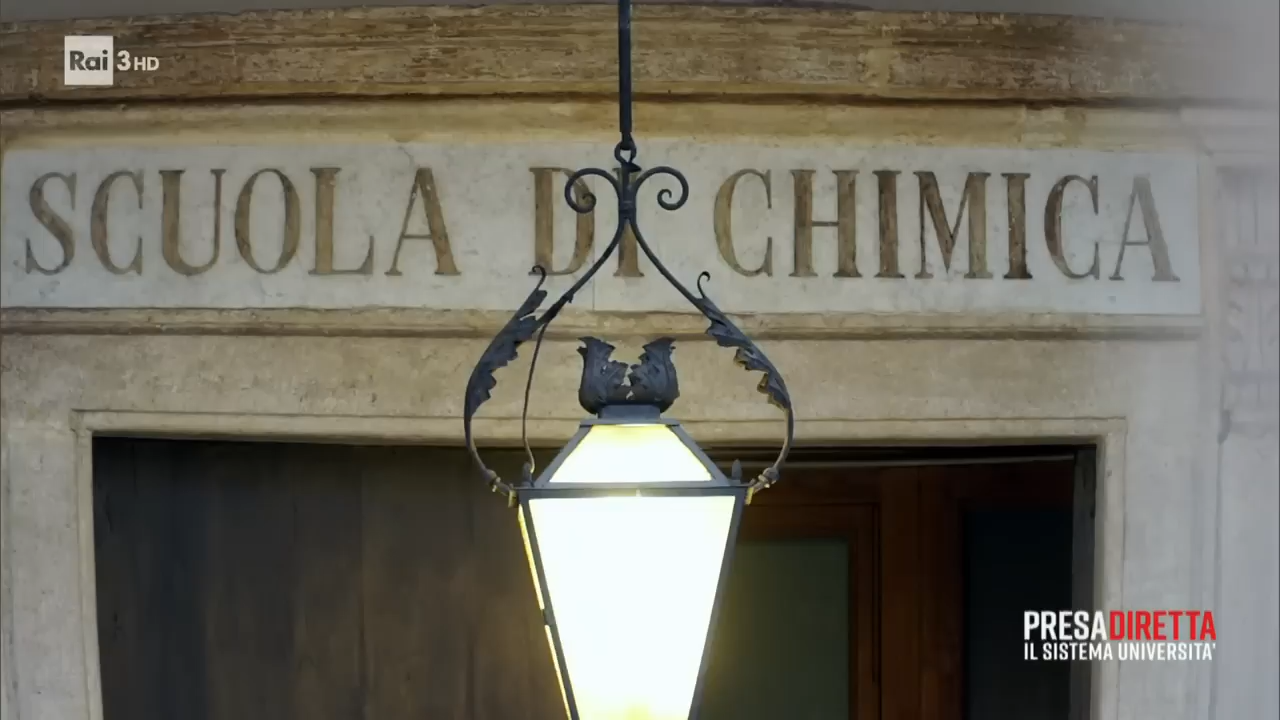 Rai 3HD
SCUOLA DI CHIMICA
PRESADIRETTA
IL SISTEMA UNIVERSITA'